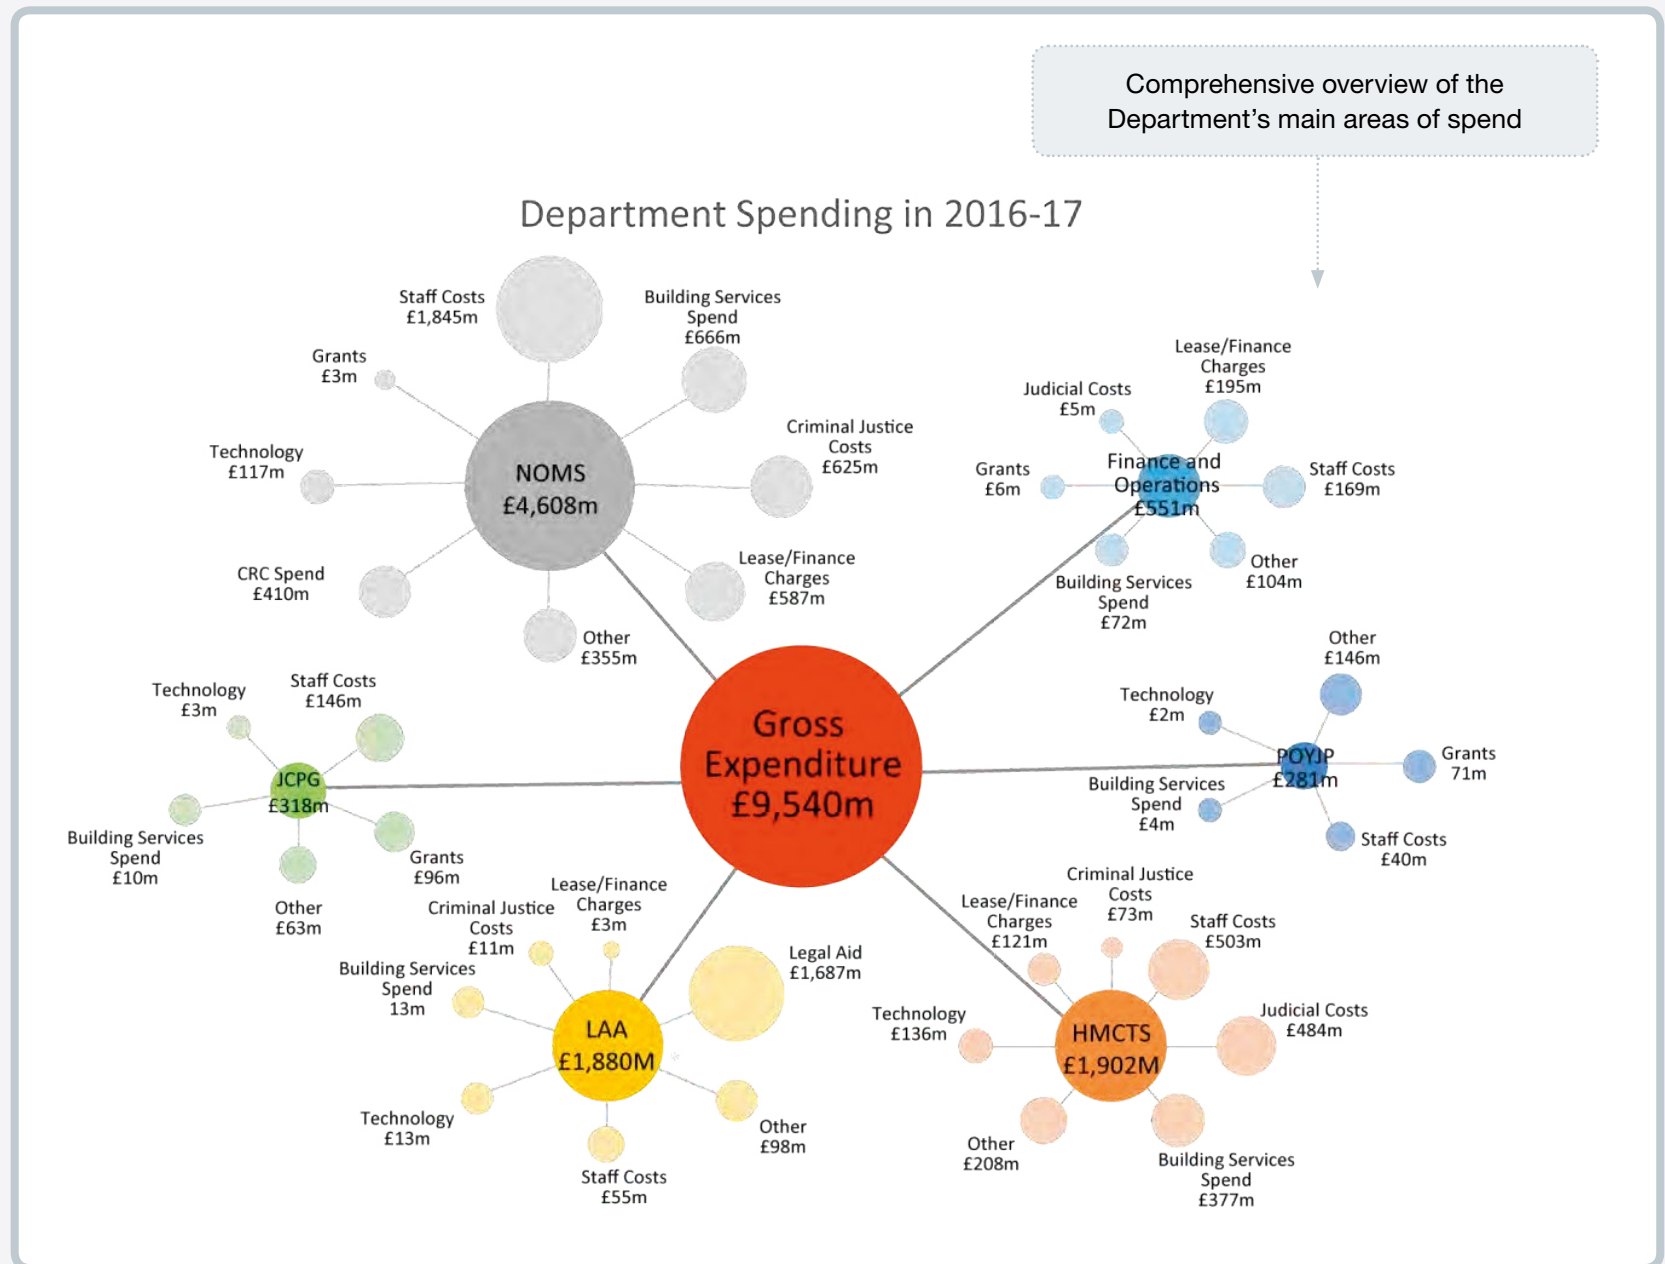 Comprehensive overview of the
Department’s main areas of spend
Department Spending in 2016-17
Staff Costs
£1,845m
Building Services
Spend
£666m
Grants
£3m
Criminal Justice
Costs
£625m
Technology
£117m
NOMS
£4,608m
CRC Spend
£410m
Lease/Finance
Charges
£587m
Other
£355m
Lease/Finance
Charges
£195m
Judicial Costs
£5m
Grants
£6m
Finance and
Operations
£551m
Staff Costs
£169m
Building Services
Spend
£72m
Other
£104m
Gross
Expenditure
£9,540m
Technology
£3m
Staff Costs
£146m
JCPG
£318m
Building Services
Spend
£10m
Grants
£96m
Other
£63m
Other
£146m
Technology
£2m
POYJP
£281m
Grants
71m
Building Services
Spend
£4m
Staff Costs
£40m
Lease/Finance
Charges
£3m
Criminal Justice
Costs
£11m
Building Services
Spend
13m
Legal Aid
£1,687m
LAA
£1,880M
Technology
£13m
Staff Costs
£55m
Other
£98m
Criminal Justice
Costs
£73m
Lease/Finance
Charges
£121m
Staff Costs
£503m
Technology
£136m
HMCTS
£1,902M
Judicial Costs
£484m
Other
£208m
Building Services
Spend
£377m